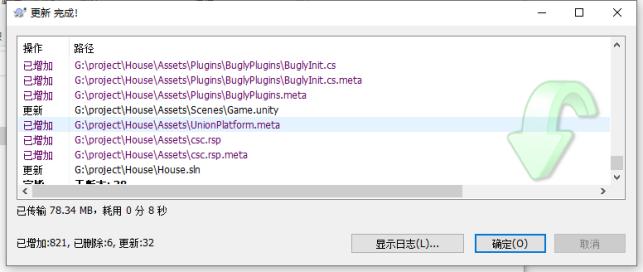 更新 完成!
操作 路径
已增加 G:\project\House\Assets\Plugins\BuglyPlugins\BuglyInit.cs
已增加 G:\project\House\Assets\Plugins\BuglyPlugins\BuglyInit.cs.meta
已增加 G:\project\House\Assets\Plugins\BuglyPlugins.meta
更新 G:\project\House\Assets\Scenes\Game.unity
已增加 G:\project\House\Assets\UnionPlatform.meta
已增加 G:\project\House\Assets\csc.rsp
已增加 G:\project\House\Assets\csc.rsp.meta
更新 G:\project\House\House.sln
已传输 78.34 MB，耗用 0 分 8 秒
已增加:821, 已删除:6, 更新:32
显示日志(L)... 确定(O) 取消